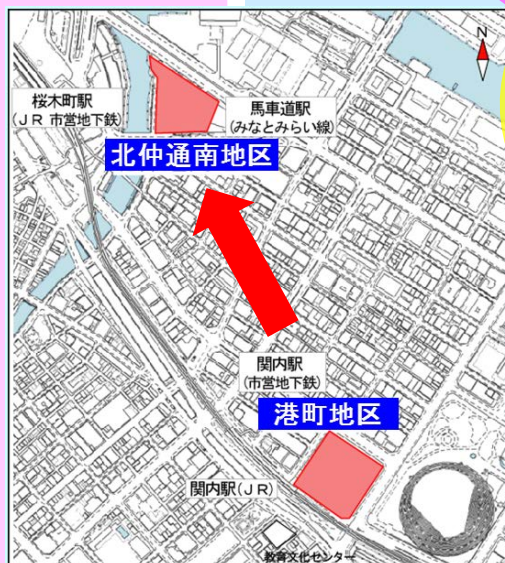 N
桜木町駅
(JR 市営地下鉄)
馬車道駅
(みなとみらい線)
北仲通南地区
関内駅
(市営地下鉄)
港町地区
関内駅(JR)
教育文化センター